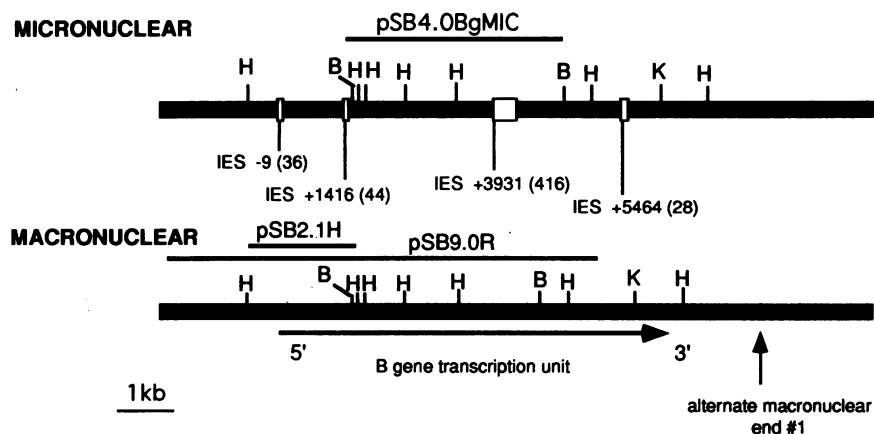 pSB4.0BgMIC
MICRONUCLEAR
H B H H H H B H K H
IES -9 (36)
IES +1416 (44)
IES +3931 (416)
IES +5464 (28)
MACRONUCLEAR
pSB2.1H
pSB9.0R
H B H H H H B H K H
5' 3'
B gene transcription unit
1kb
alternate macronuclear
end #1